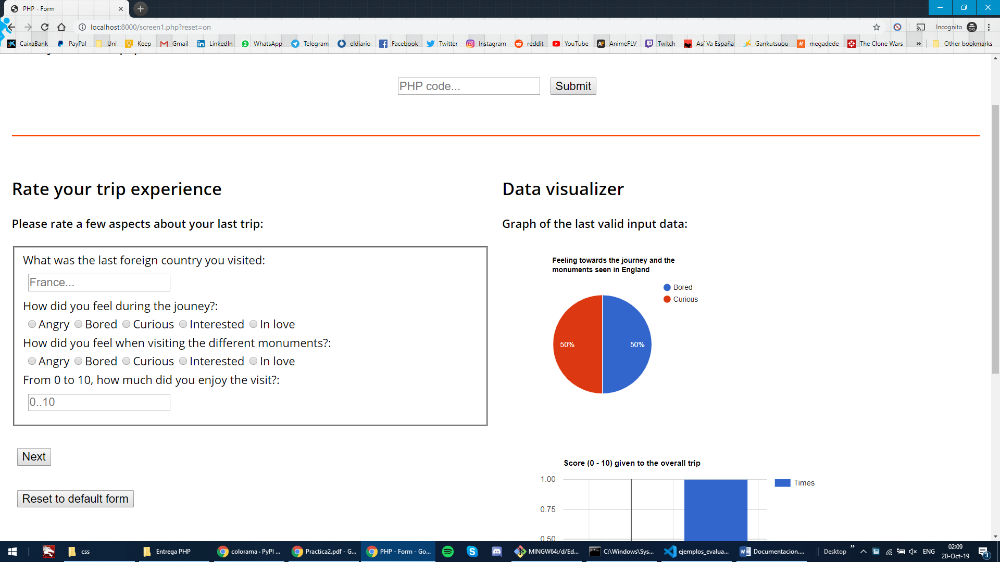 PHP - Form
localhost:8000/screen1.php?reset=on
Incognito
CaixaBank PayPal Uni Keep Gmail LinkedIn WhatsApp Telegram eldiario Facebook Twitter Instagram reddit YouTube AnimeFLV Twitch Así Va España Gankutsuou megadede The Clone Wars » Other bookmarks
PHP code... Submit
Rate your trip experience
Please rate a few aspects about your last trip:
What was the last foreign country you visited:
France...
How did you feel during the jouney?:
Angry Bored Curious Interested In love
How did you feel when visiting the different monuments?:
Angry Bored Curious Interested In love
From 0 to 10, how much did you enjoy the visit?:
0..10
Next
Reset to default form
Data visualizer
Graph of the last valid input data:
Feeling towards the journey and the
monuments seen in England
Bored
Curious
50% 50%
Score (0 - 10) given to the overall trip
1.00
Times
0.75
0.50
css Entrega PHP colorama · PyPI ... Practica2.pdf - G... PHP - Form - Go... MINGW64:/d/Ed... C:\Windows\Sys... ejemplos_evalua... Documentacion.... Desktop » ENG
02:09
20-Oct-19
3